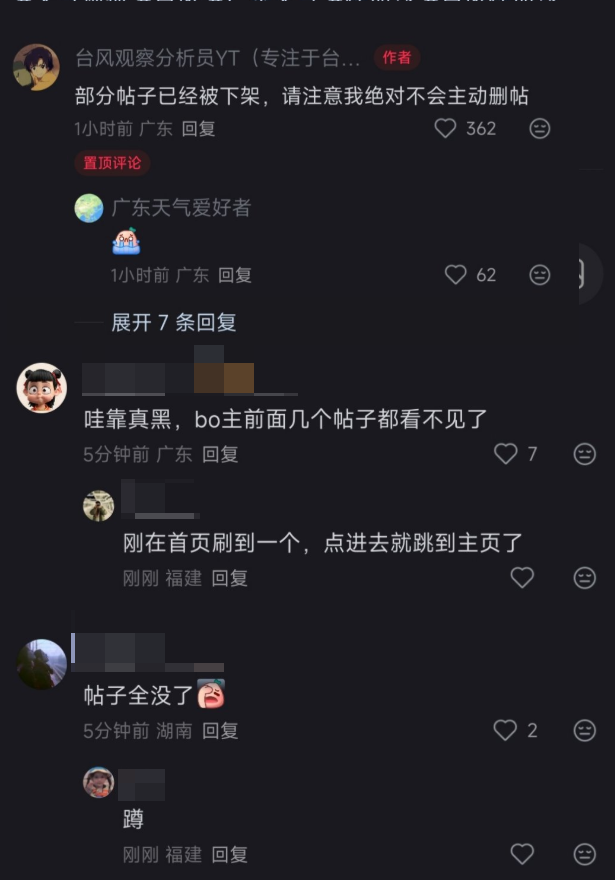 台风观察分析员YT（专注于台... 作者
部分帖子已经被下架，请注意我绝对不会主动删帖
1小时前 广东 回复 362
置顶评论
广东天气爱好者
1小时前 广东 回复 62
展开 7 条回复
哇靠真黑，bo主前面几个帖子都看不见了
5分钟前 广东 回复 7
刚在首页刷到一个，点进去就跳到主页了
刚刚 福建 回复
帖子全没了
5分钟前 湖南 回复 2
蹲
刚刚 福建 回复